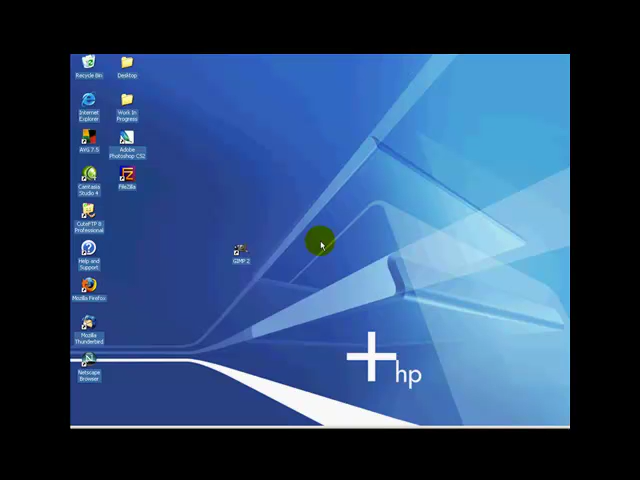 Recycle Bin
Desktop
Internet
Explorer
Work In
Progress
AVG 7.5
Adobe
Photoshop CS2
Camtasia
Studio 4
FileZilla
CuteFTP 8
Professional
Help and
Support
GIMP 2
Mozilla Firefox
Mozilla
Thunderbird
Netscape
Browser
hp